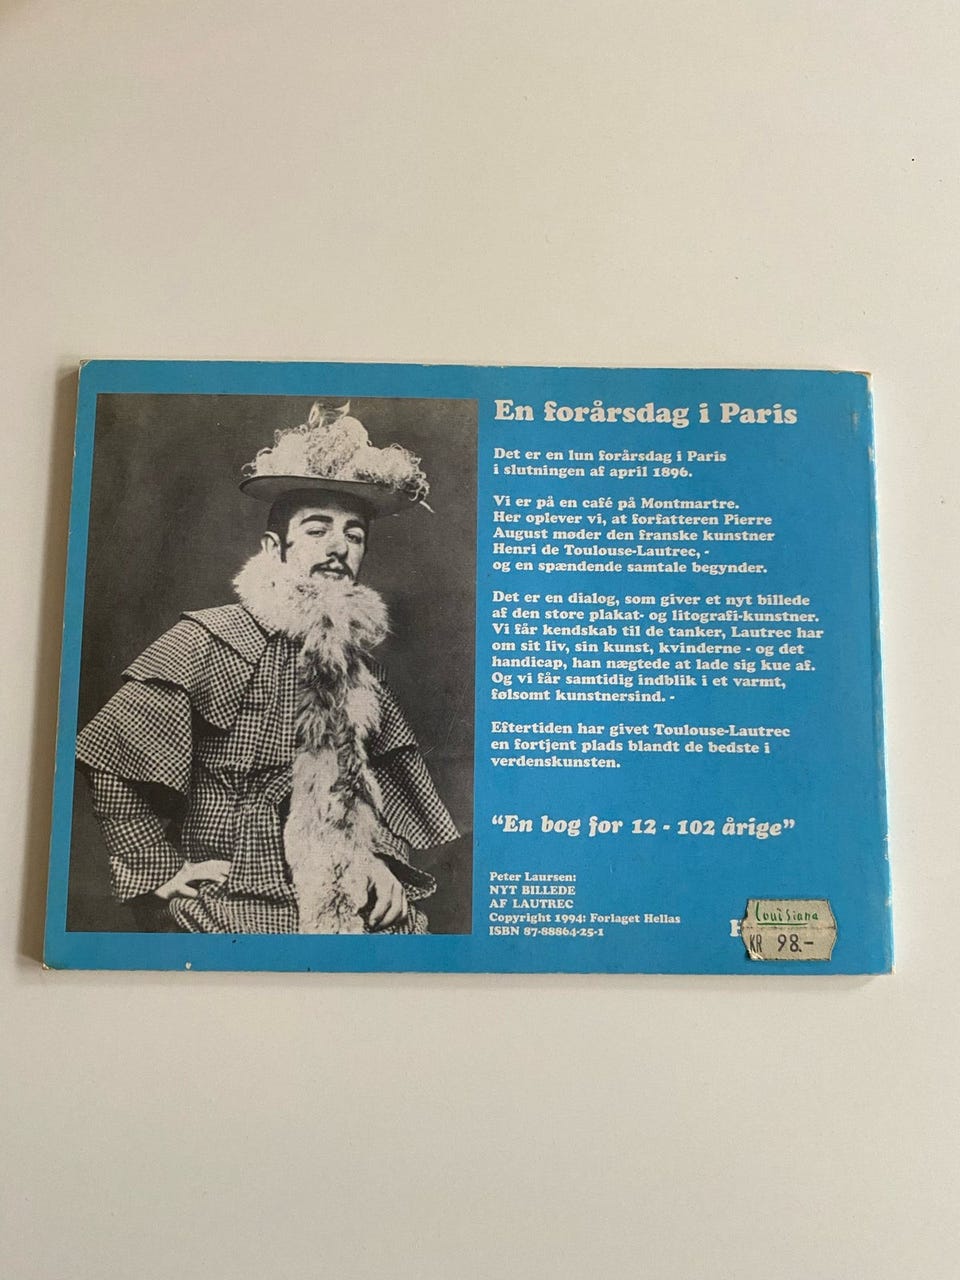 En forårsdag i Paris
Det er en lun forårsdag i Paris
i slutningen af april 1896.
Vi er på en café på Montmartre.
Her oplever vi, at forfatteren Pierre
August møder den franske kunstner
Henri de Toulouse-Lautrec, -
og en spændende samtale begynder.
Det er en dialog, som giver et nyt billede
af den store plakat- og litografi-kunstner.
Vi får kendskab til de tanker, Lautrec har
om sit liv, sin kunst, kvinderne - og det
handicap, han nægtede at lade sig kue af.
Og vi får samtidig indblik i et varmt,
følsomt kunstnersind. -
Eftertiden har givet Toulouse-Lautrec
en fortjent plads blandt de bedste i
verdenskunsten.
“En bog for 12 - 102 årige”
Peter Laursen:
NYT BILLEDE
AF LAUTREC
Copyright 1994: Forlaget Hellas
ISBN 87-88864-25-1
Louisiana
KR 98.-